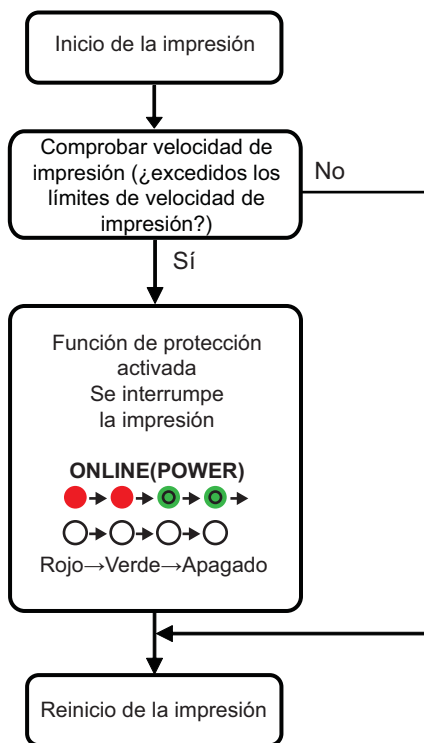 Inicio de la impresión
Comprobar velocidad de
impresión (¿excedidos los
límites de velocidad de
impresión?)
No
Sí
Función de protección
activada
Se interrumpe
la impresión
ONLINE(POWER)
Rojo→Verde→Apagado
Reinicio de la impresión